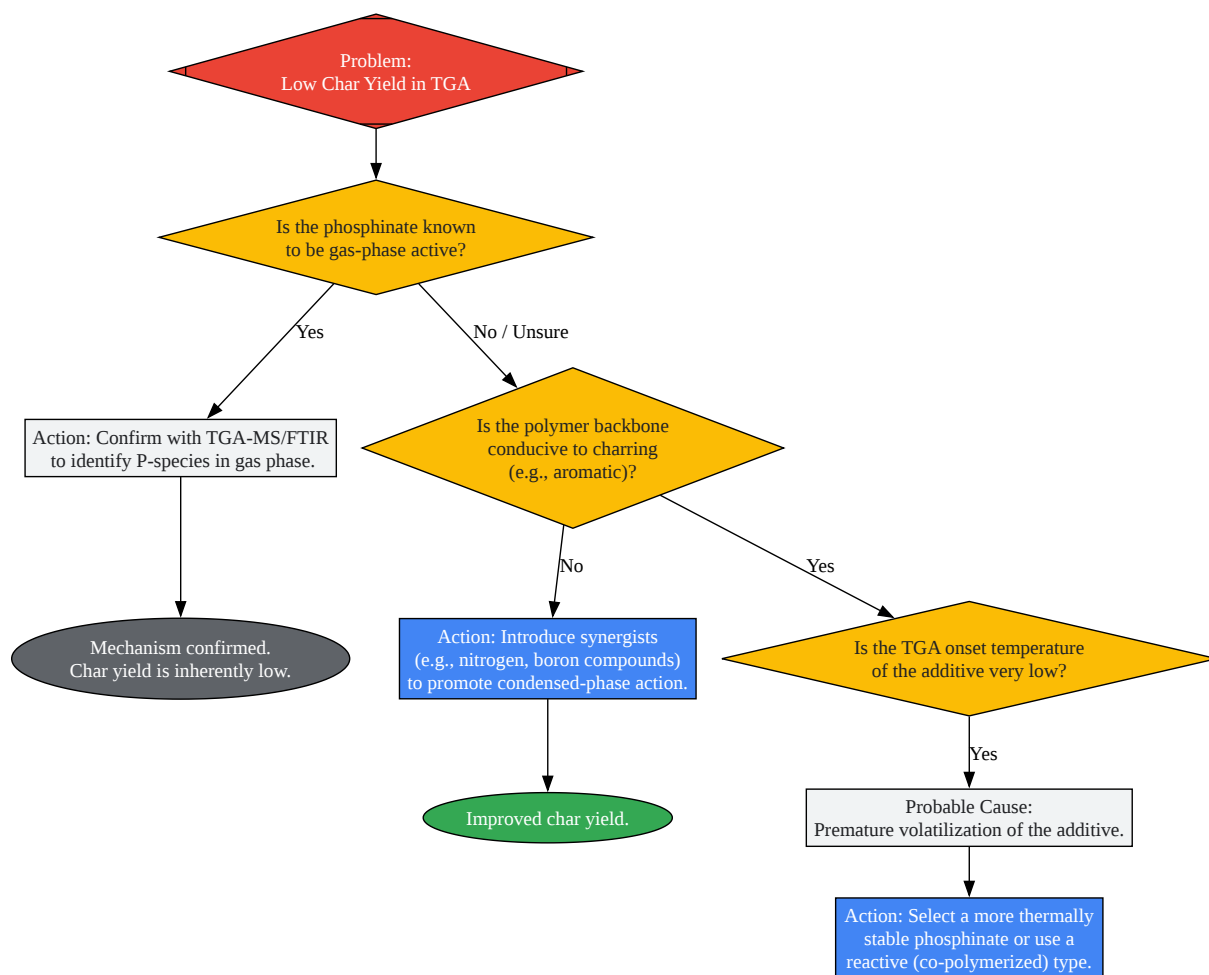 Problem:
Low Char Yield in TGA
Is the phosphinate known
to be gas-phase active?
Yes
No / Unsure
Action: Confirm with TGA-MS/FTIR
to identify P-species in gas phase.
Is the polymer backbone
conducive to charring
(e.g., aromatic)?
No
Yes
Mechanism confirmed.
Char yield is inherently low.
Action: Introduce synergists
(e.g., nitrogen, boron compounds)
to promote condensed-phase action.
Is the TGA onset temperature
of the additive very low?
Yes
Improved char yield.
Probable Cause:
Premature volatilization of the additive.
Action: Select a more thermally
stable phosphinate or use a
reactive (co-polymerized) type.